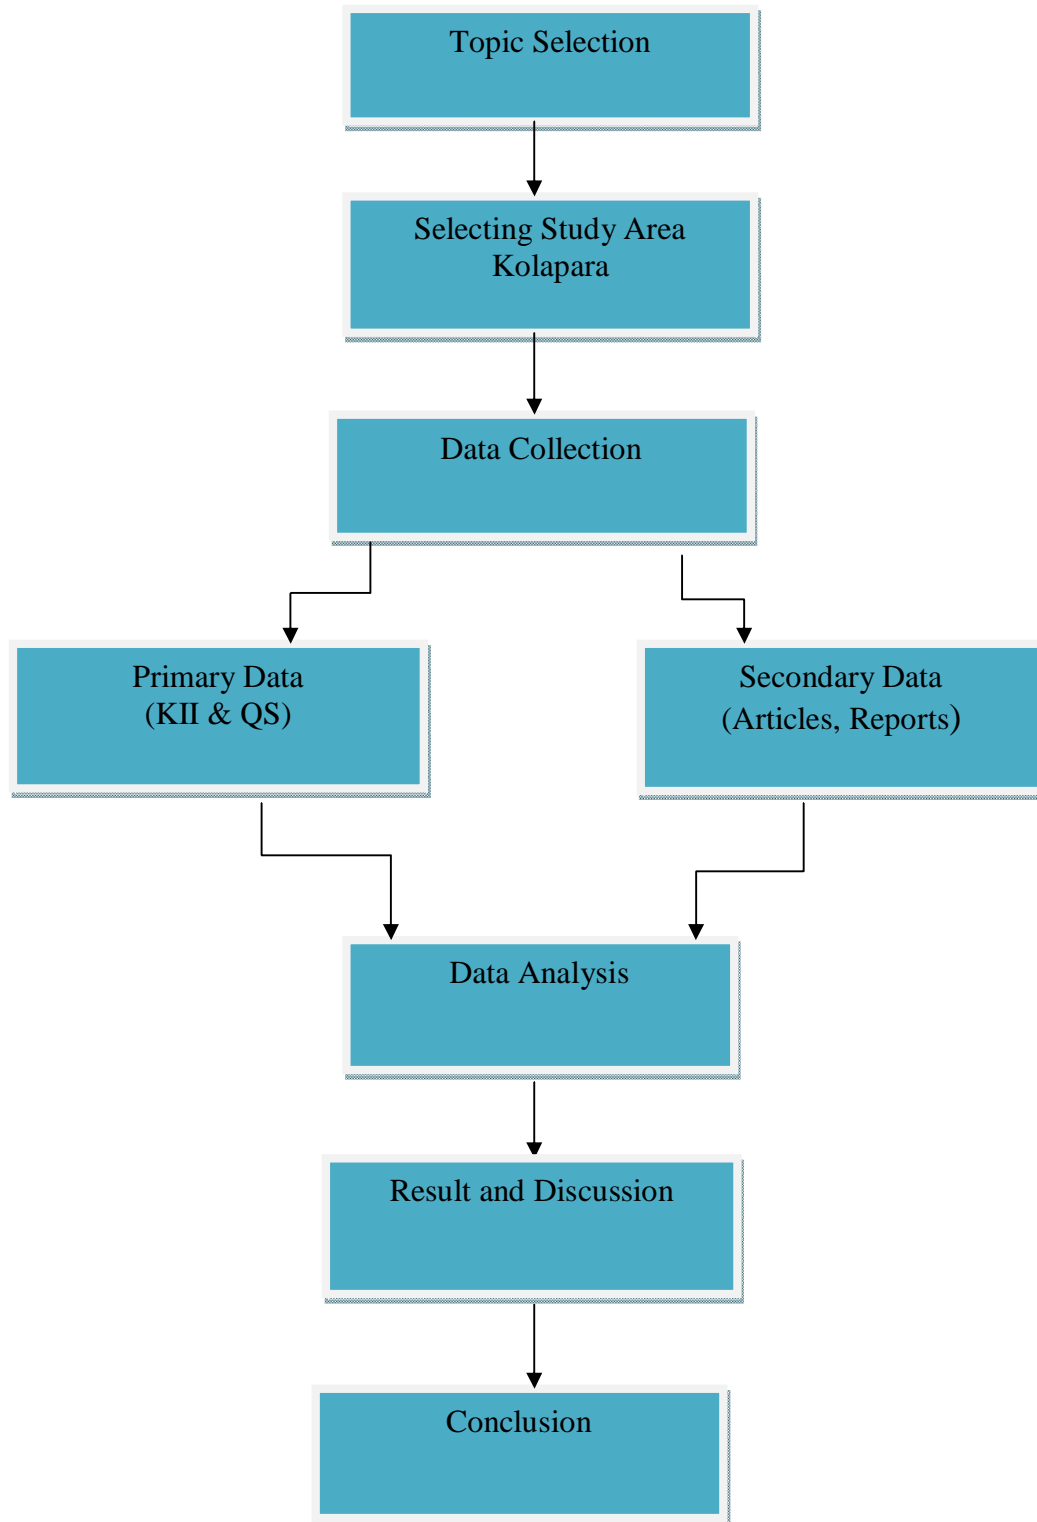 Topic Selection
Selecting Study Area
Kolapara
Data Collection
Primary Data
(KII & QS)
Secondary Data
(Articles, Reports)
Data Analysis
Result and Discussion
Conclusion